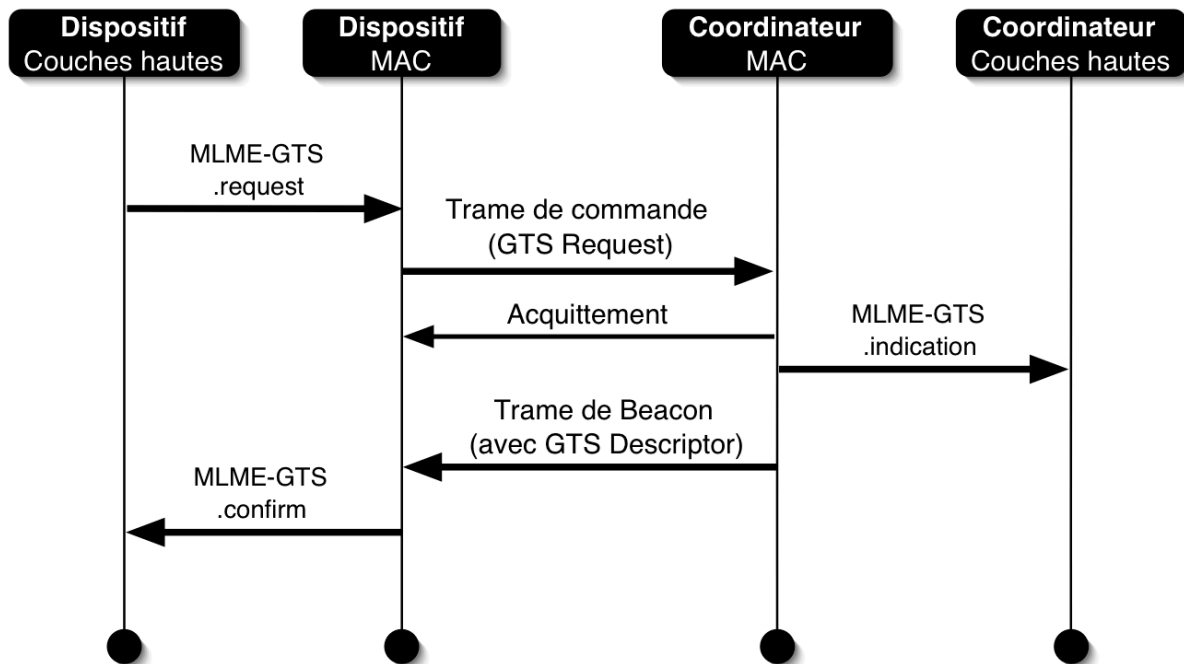 Dispositif
Couches hautes
Dispositif
MAC
Coordinateur
MAC
Coordinateur
Couches hautes
MLME-GTS
.request
Trame de commande
(GTS Request)
Acquittement
MLME-GTS
.indication
Trame de Beacon
(avec GTS Descriptor)
MLME-GTS
.confirm